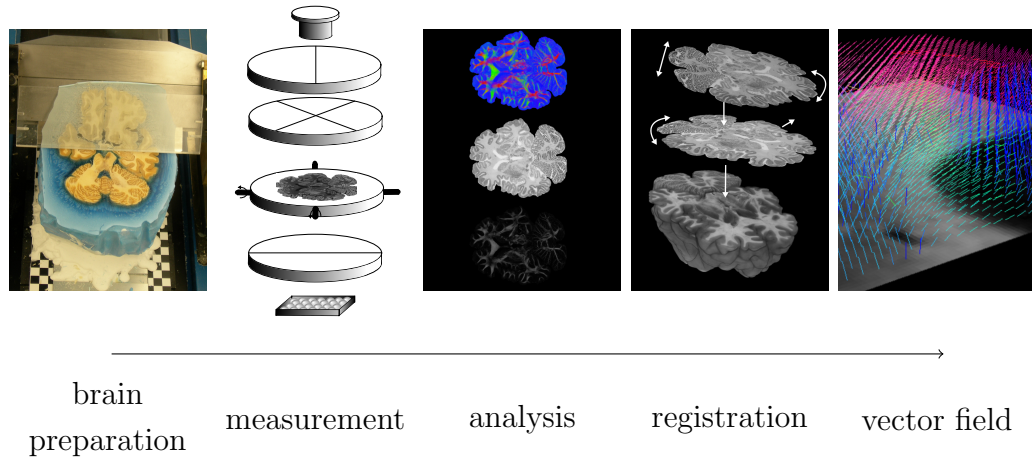 brain
preparation
measurement
analysis
registration
vector field